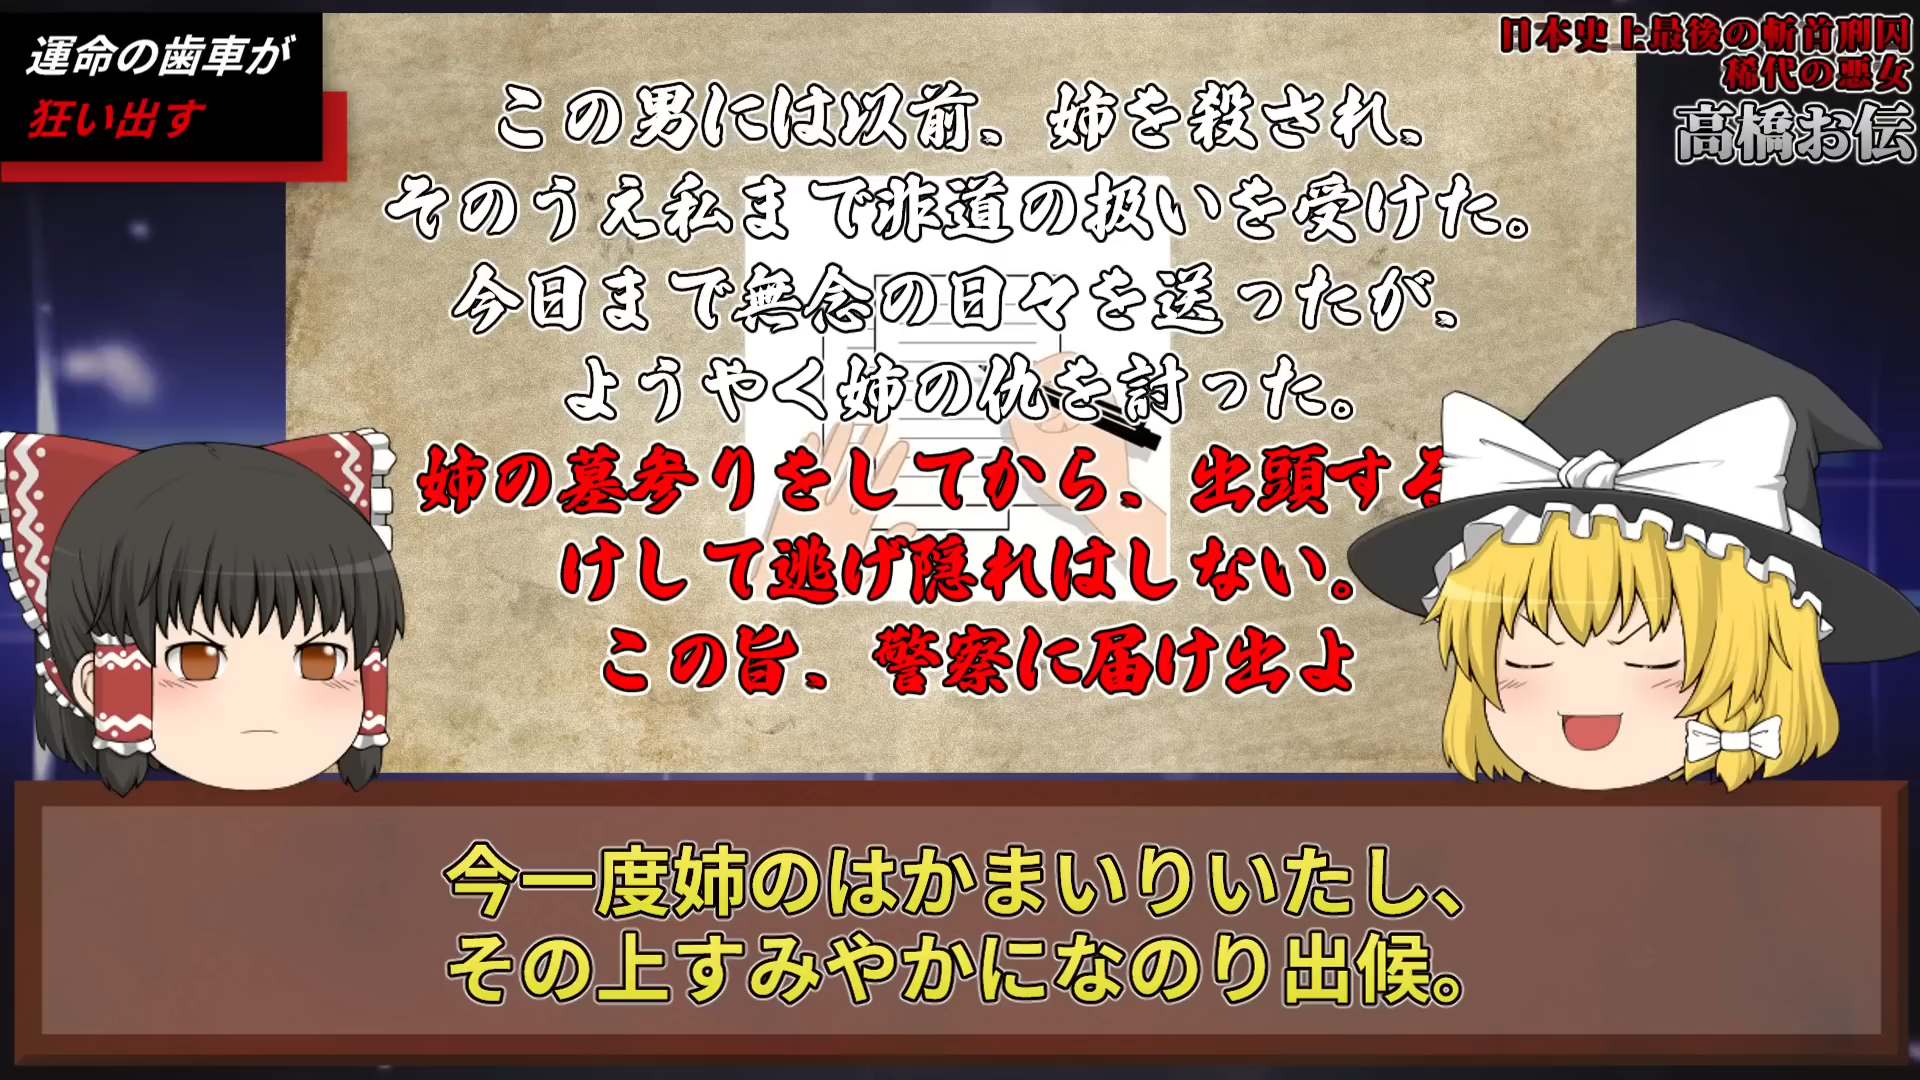 運命の歯車が
狂い出す
日本史上最後の斬首刑囚
稀代の悪女
高橋お伝
この男には以前、姉を殺され、
そのうえ私まで非道の扱いを受けた。
今日まで無念の日々を送ったが、
ようやく姉の仇を討った。
姉の墓参りをしてから、出頭する
けして逃げ隠れはしない。
この旨、警察に届け出よ
今一度姉のはかまいりいたし、
その上すみやかになのり出候。